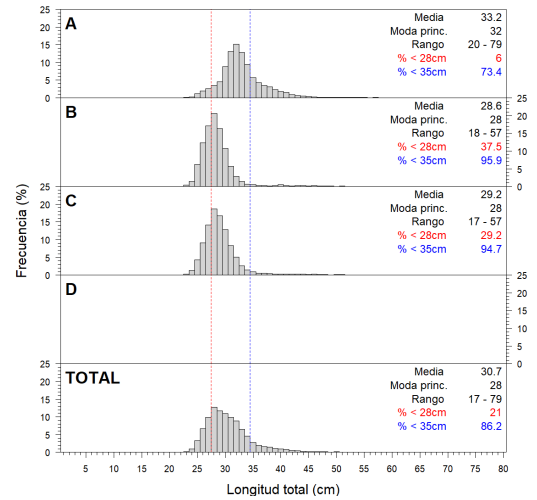 A
Media 33.2
Moda princ. 32
Rango 20 - 79
% < 28cm 6
% < 35cm 73.4
25
20
15
10
5
0
B
Media 28.6
Moda princ. 28
Rango 18 - 57
% < 28cm 37.5
% < 35cm 95.9
25
20
15
10
5
0
C
Media 29.2
Moda princ. 28
Rango 17 - 57
% < 28cm 29.2
% < 35cm 94.7
25
20
15
10
5
0
D
25
20
15
10
5
0
TOTAL
Media 30.7
Moda princ. 28
Rango 17 - 79
% < 28cm 21
% < 35cm 86.2
25
20
15
10
5
0
Frecuencia (%)
5 10 15 20 25 30 35 40 45 50 55 60 65 70 75 80
Longitud total (cm)